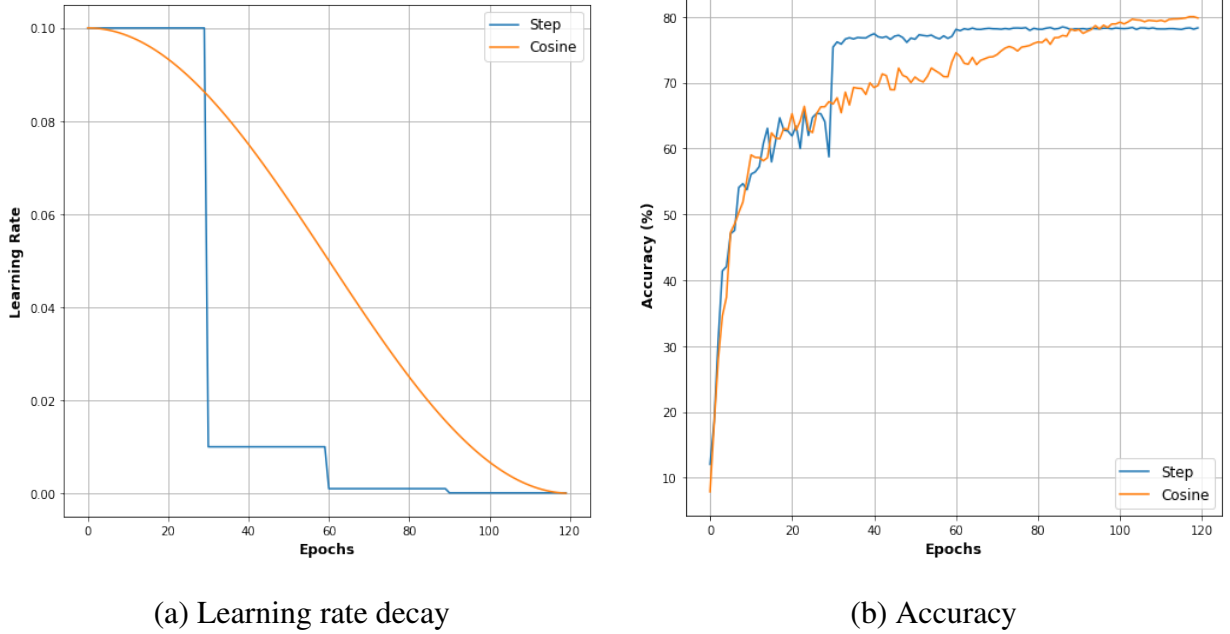 0.10
0.08
0.06
0.04
0.02
0.00
Learning Rate
Step
Cosine
0 20 40 60 80 100 120
Epochs
(a) Learning rate decay
80
70
60
50
40
30
20
10
Accuracy (%)
Step
Cosine
0 20 40 60 80 100 120
Epochs
(b) Accuracy